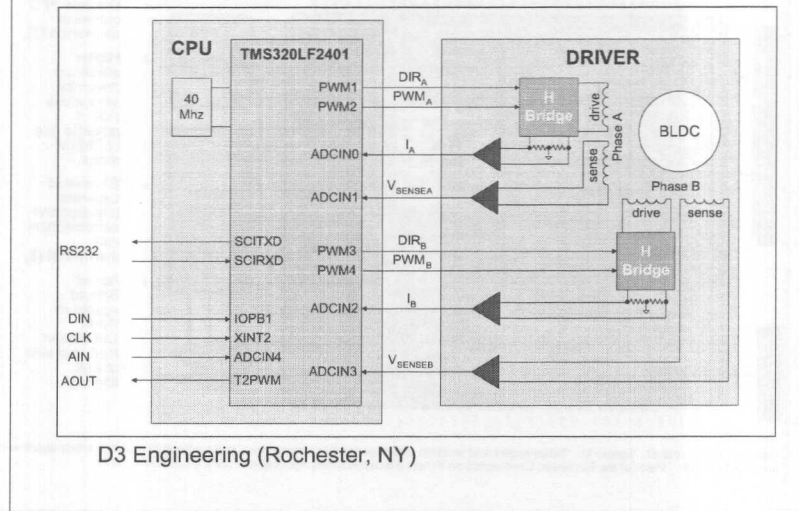 CPU
TMS320LF2401
DRIVER
40
Mhz
PWM1
DIRA
PWM2
PWMA
H
Bridge
drive
Phase A
sense
BLDC
ADCIN0
IA
ADCIN1
VSENSEA
Phase B
drive
sense
RS232
SCITXD
SCIRXD
PWM3
DIRB
PWM4
PWMB
H
Bridge
ADCIN2
IB
DIN
IOPB1
CLK
XINT2
AIN
ADCIN4
AOUT
T2PWM
ADCIN3
VSENSEB
D3 Engineering (Rochester, NY)